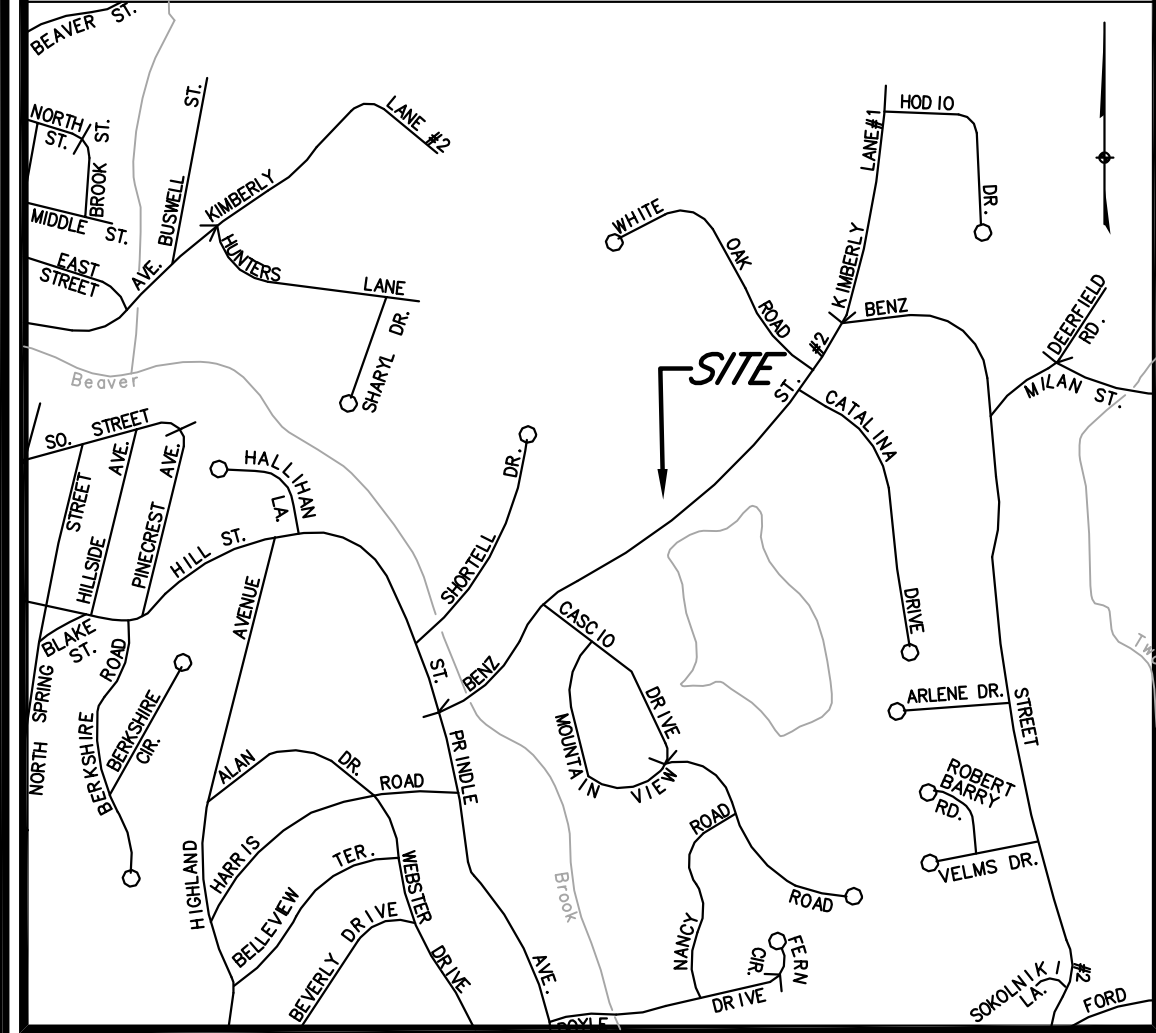 BEAVER ST.
NORTH ST.
BROOK ST.
MIDDLE ST.
EAST STREET
AVE.
BUSWELL ST.
KIMBERLY LANE #2
HUNTERS LANE
SHARYL DR.
Beaver
SO. STREET
STREET
HILLSIDE AVE.
PINECREST AVE.
HALLIHAN LA.
HILL ST.
BLAKE ST.
NORTH SPRING
BERKSHIRE ROAD
BERKSHIRE CIR.
HIGHLAND AVENUE
ALAN DR.
HARRIS ROAD
BELLEVIEW TER.
BEVERLY DRIVE
WEBSTER DRIVE
PRINDLE AVE.
ST.
SHORTELL DR.
BENZ ST. #2
SITE
WHITE OAK ROAD
KIMBERLY LANE #1
HODIO DR.
BENZ STREET #2
DEERFIELD RD.
MILAN ST.
CATALINA DRIVE
CASCIO DRIVE
MOUNTAIN VIEW ROAD
NANCY ROAD
FERN CIR.
DRIVE
Brook
ARLENE DR.
ROBERT BARRY RD.
VELMS DR.
SOKOLNIKI LA.
FORD